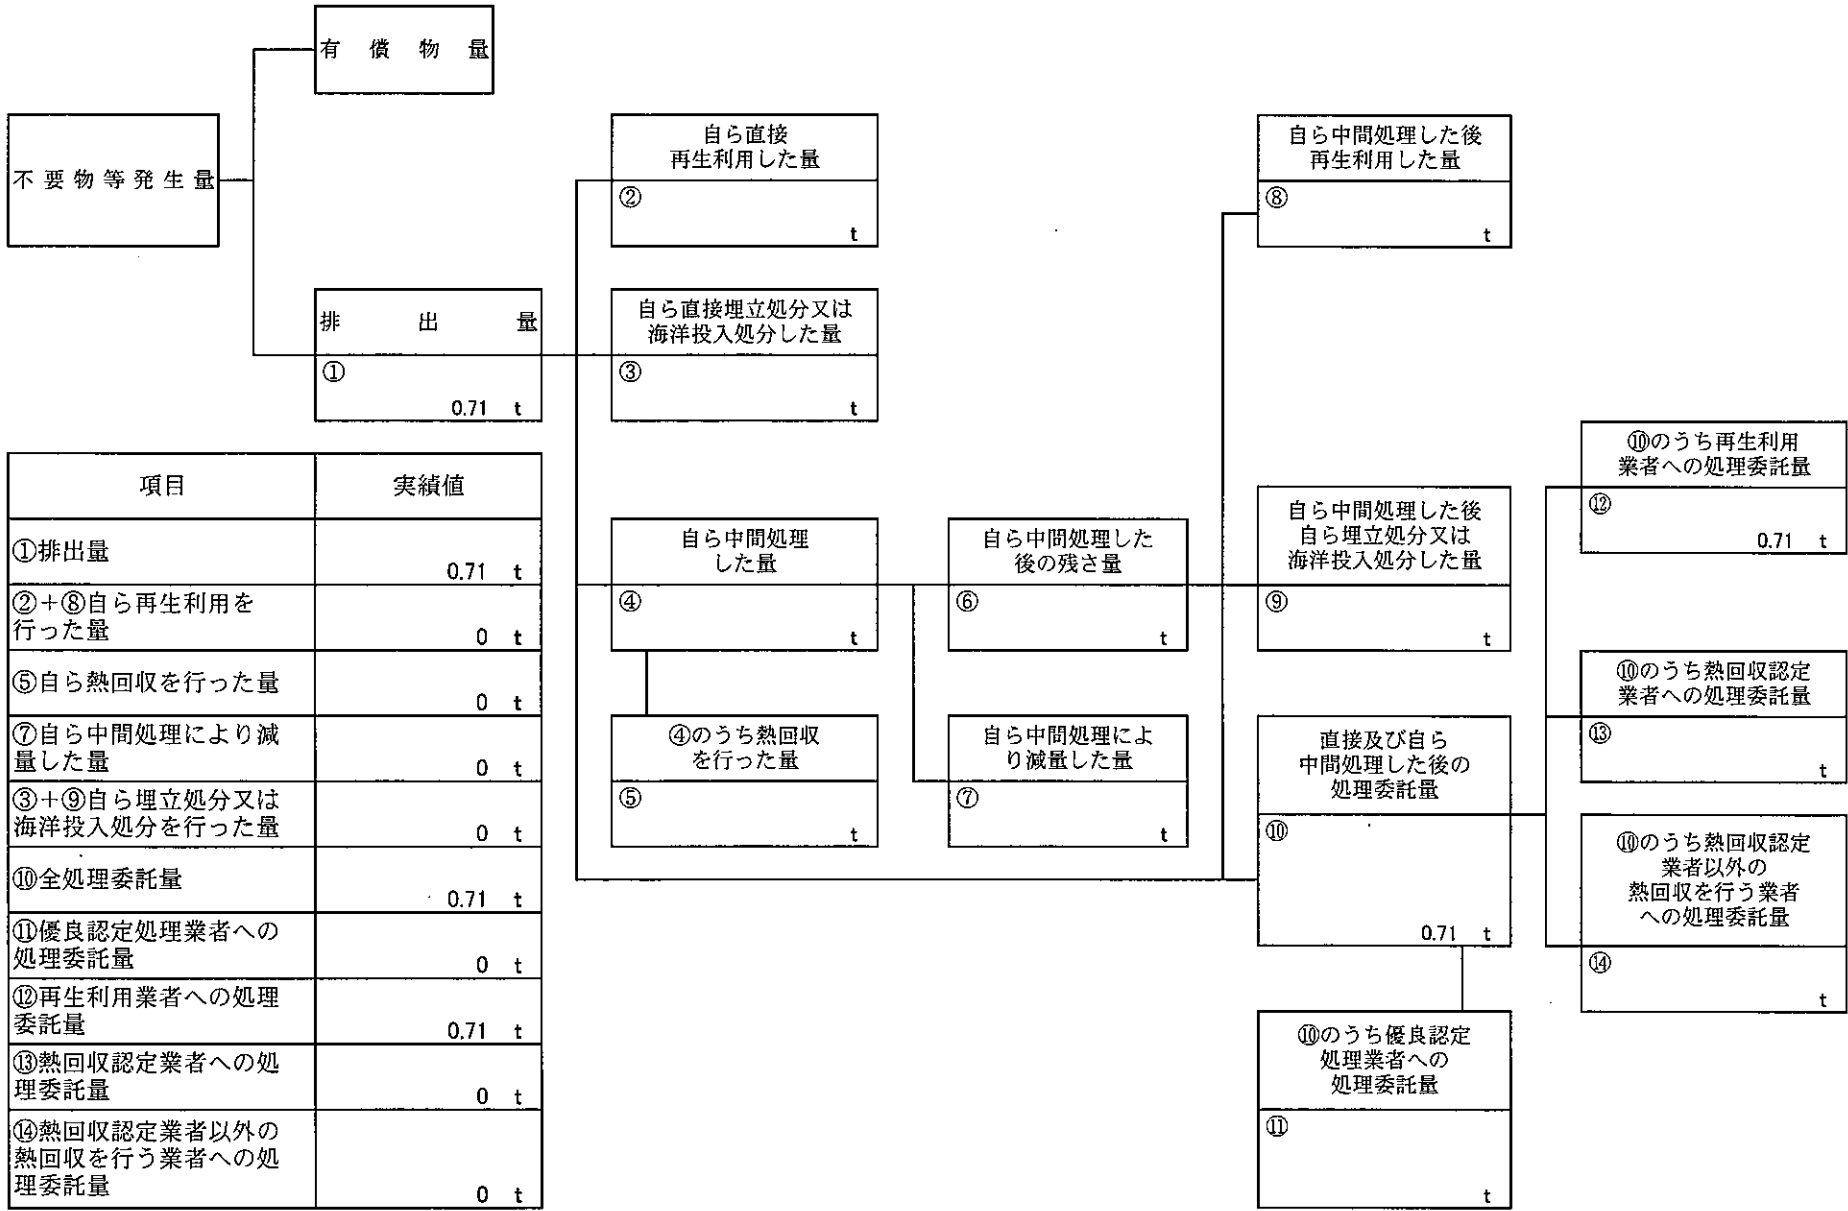 有償物量
不要物等発生量
自ら直接
再生利用した量
②
t
自ら中間処理した後
再生利用した量
⑧
t
排出量
①
0.71 t
自ら直接埋立処分又は
海洋投入処分した量
③
t
項目 実績値
①排出量
0.71 t
②+⑧自ら再生利用を
行った量
0 t
⑤自ら熱回収を行った量
0 t
⑦自ら中間処理により減
量した量
0 t
③+⑨自ら埋立処分又は
海洋投入処分を行った量
0 t
⑩全処理委託量
0.71 t
⑪優良認定処理業者への
処理委託量
0 t
⑫再生利用業者への処理
委託量
0.71 t
⑬熱回収認定業者への処
理委託量
0 t
⑭熱回収認定業者以外の
熱回収を行う業者への処
理委託量
0 t
自ら中間処理
した量
④
t
④のうち熱回収
を行った量
⑤
t
自ら中間処理した
後の残さ量
⑥
t
自ら中間処理によ
り減量した量
⑦
t
自ら中間処理した後
自ら埋立処分又は
海洋投入処分した量
⑨
t
直接及び自ら
中間処理した後の
処理委託量
⑩
0.71 t
⑩のうち優良認定
処理業者への
処理委託量
⑪
t
⑩のうち再生利用
業者への処理委託量
⑫
0.71 t
⑩のうち熱回収認定
業者への処理委託量
⑬
t
⑩のうち熱回収認定
業者以外の
熱回収を行う業者
への処理委託量
⑭
t